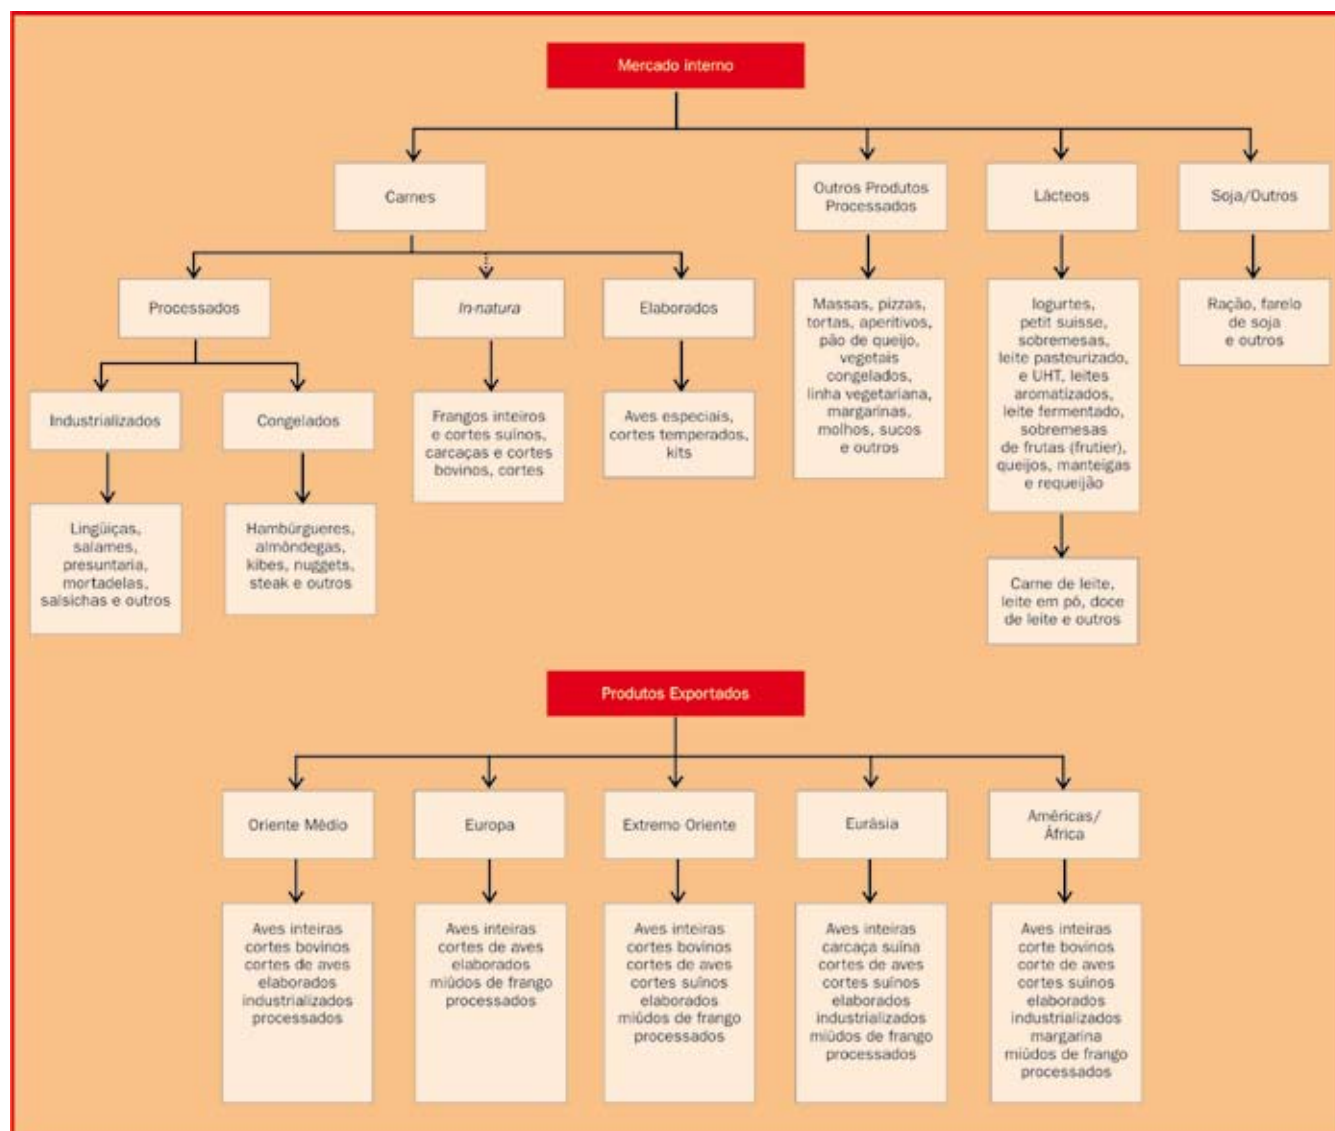 Mercado interno
Carnes
Outros Produtos
Processados
Lácteos
Soja/Outros
Processados
In-natura
Elaborados
Massas, pizzas,
tortas, aperitivos,
pão de queijo,
vegetais
congelados,
linha vegetariana,
margarinas,
molhos, sucos
e outros
Iogurtes,
petit suisse,
sobremesas,
leite pasteurizado,
e UHT, leites
aromatizados,
leite fermentado,
sobremesas
de frutas (frutier),
queijos, manteigas
e requeijão
Ração, farelo
de soja
e outros
Industrializados
Congelados
Frangos inteiros
e cortes suínos,
carcaças e cortes
bovinos, cortes
Aves especiais,
cortes temperados,
kits
Lingüiças,
salames,
presuntaria,
mortadelas,
salsichas e outros
Hambúrgueres,
almôndegas,
kibes, nuggets,
steak e outros
Carne de leite,
leite em pó, doce
de leite e outros
Produtos Exportados
Oriente Médio
Europa
Extremo Oriente
Eurásia
Américas/
África
Aves inteiras
cortes bovinos
cortes de aves
elaborados
industrializados
processados
Aves inteiras
cortes de aves
elaborados
miúdos de frango
processados
Aves inteiras
cortes bovinos
cortes de aves
cortes suínos
elaborados
miúdos de frango
processados
Aves inteiras
carcaça suína
cortes de aves
cortes suínos
elaborados
industrializados
miúdos de frango
processados
Aves inteiras
corte bovinos
corte de aves
cortes suínos
elaborados
industrializados
margarina
miúdos de frango
processados